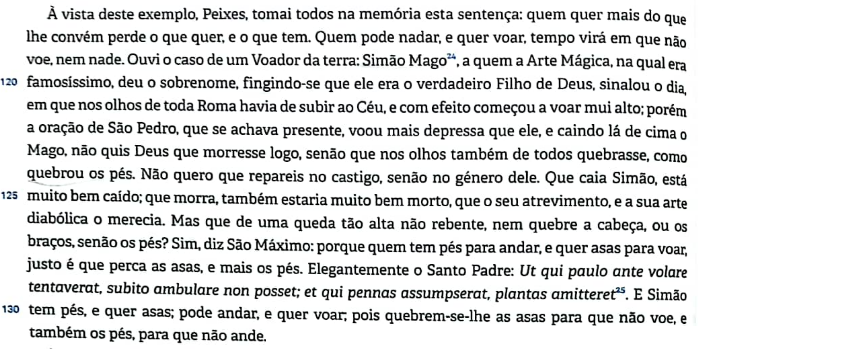 À vista deste exemplo, Peixes, tomai todos na memória esta sentença: quem quer mais do que
lhe convém perde o que quer, e o que tem. Quem pode nadar, e quer voar, tempo virá em que não
voe, nem nade. Ouvi o caso de um Voador da terra: Simão Mago²⁴, a quem a Arte Mágica, na qual era
120 famosíssimo, deu o sobrenome, fingindo-se que ele era o verdadeiro Filho de Deus, sinalou o dia,
em que nos olhos de toda Roma havia de subir ao Céu, e com efeito começou a voar mui alto; porém
a oração de São Pedro, que se achava presente, voou mais depressa que ele, e caindo lá de cima o
Mago, não quis Deus que morresse logo, senão que nos olhos também de todos quebrasse, como
quebrou os pés. Não quero que repareis no castigo, senão no género dele. Que caia Simão, está
125 muito bem caído; que morra, também estaria muito bem morto, que o seu atrevimento, e a sua arte
diabólica o merecia. Mas que de uma queda tão alta não rebente, nem quebre a cabeça, ou os
braços, senão os pés? Sim, diz São Máximo: porque quem tem pés para andar, e quer asas para voar,
justo é que perca as asas, e mais os pés. Elegantemente o Santo Padre: Ut qui paulo ante volare
tentaverat, subito ambulare non posset; et qui pennas assumpserat, plantas amitteret²⁵. E Simão
130 tem pés, e quer asas; pode andar, e quer voar; pois quebrem-se-lhe as asas para que não voe, e
também os pés, para que não ande.